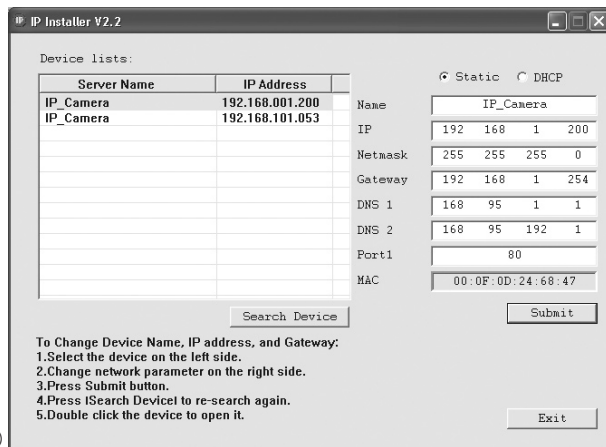 IP IP Installer V2.2
Device lists:
Server Name IP Address
IP_Camera 192.168.001.200
IP_Camera 192.168.101.053
Search Device
Static DHCP
Name IP_Camera
IP 192 168 1 200
Netmask 255 255 255 0
Gateway 192 168 1 254
DNS 1 168 95 1 1
DNS 2 168 95 192 1
Port1 80
MAC 00:0F:0D:24:68:47
Submit
To Change Device Name, IP address, and Gateway:
1.Select the device on the left side.
2.Change network parameter on the right side.
3.Press Submit button.
4.Press |Search Device| to re-search again.
5.Double click the device to open it.
Exit
)